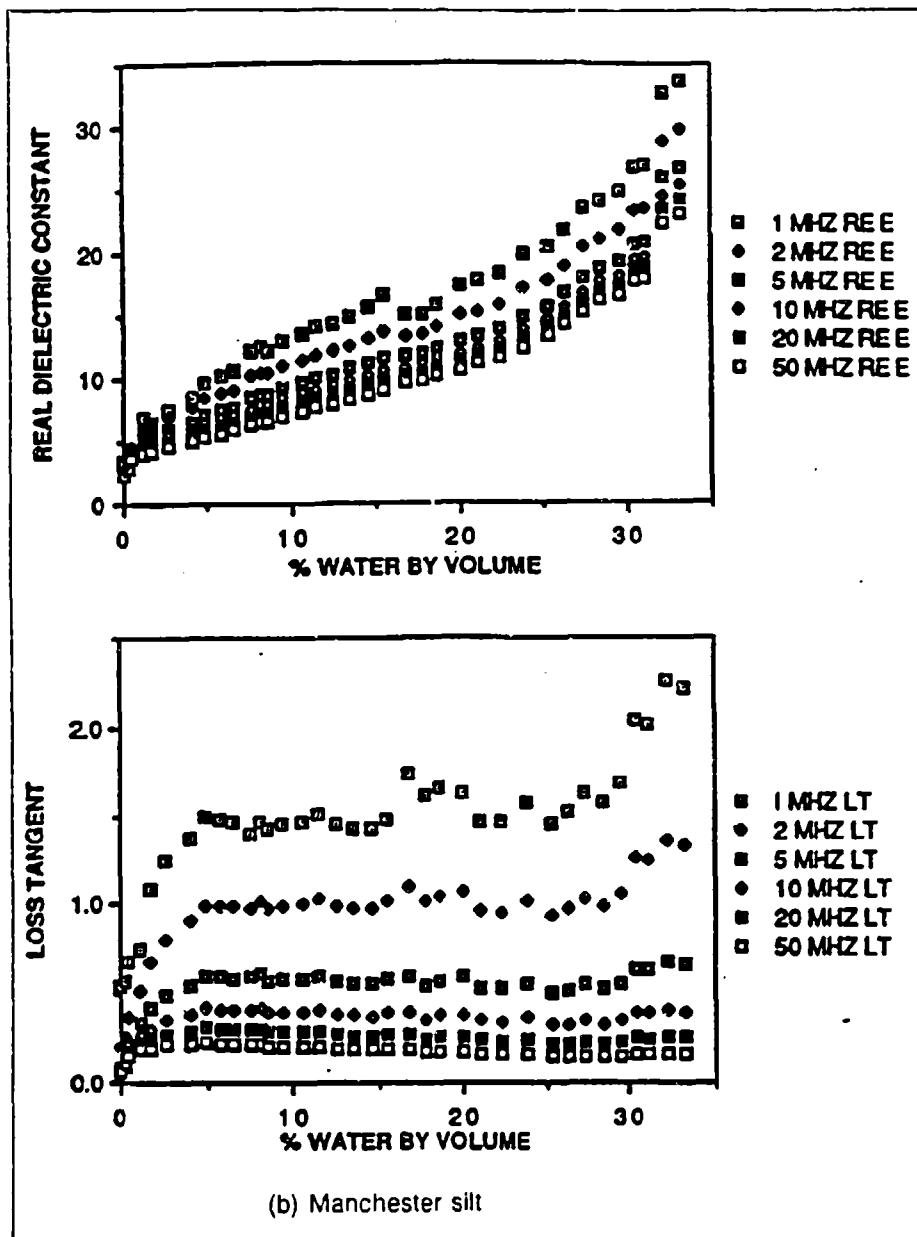 REAL DIELECTRIC CONSTANT
30
20
10
0
0 10 20 30
% WATER BY VOLUME
1 MHZ RE E
2 MHZ RE E
5 MHZ RE E
10 MHZ RE E
20 MHZ RE E
50 MHZ RE E
LOSS TANGENT
2.0
1.0
0.0
0 10 20 30
% WATER BY VOLUME
1 MHZ LT
2 MHZ LT
5 MHZ LT
10 MHZ LT
20 MHZ LT
50 MHZ LT
(b) Manchester silt